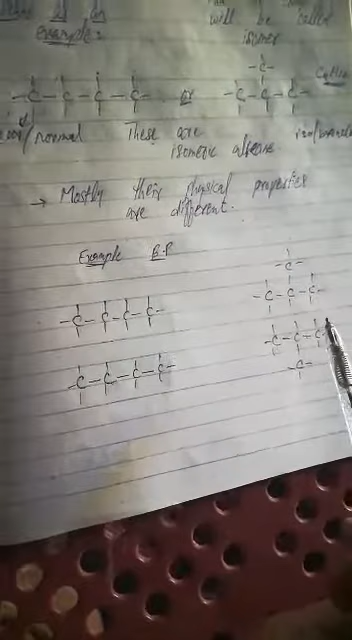 will be called
example:
isomer
-C-
-C-C-C-C- or -C-C-C-
normal These are
isomeric alkane
→ Mostly their physical properties
are different.
Example B.P
-C-
-C-C-C-C- -C-C-C-
-C-C-C-C- -C-C-C-
-C-